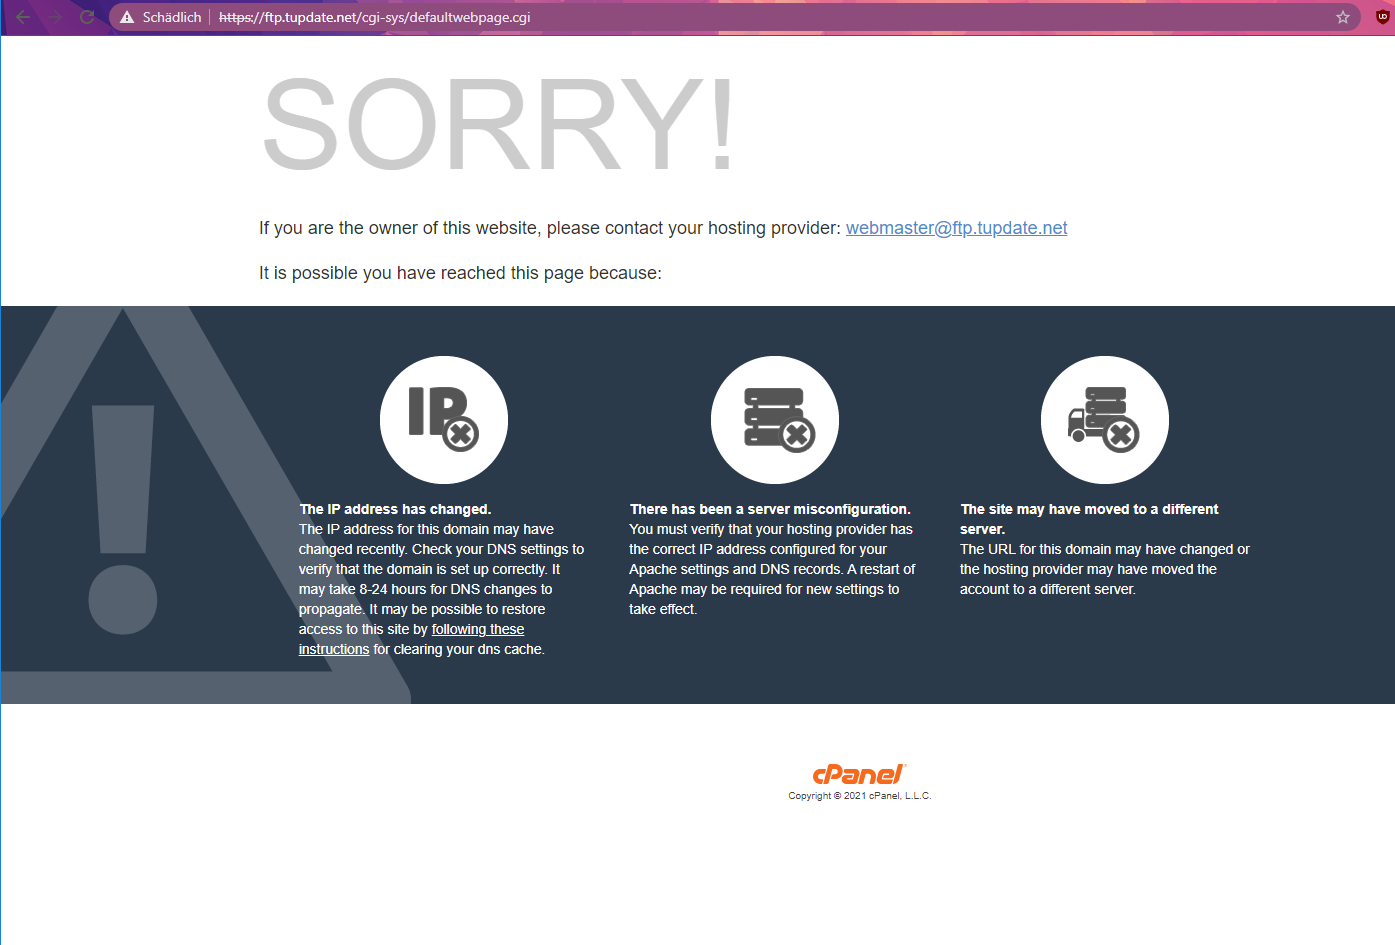 Schädlich https://ftp.tupdate.net/cgi-sys/defaultwebpage.cgi
SORRY!
If you are the owner of this website, please contact your hosting provider: webmaster@ftp.tupdate.net
It is possible you have reached this page because:
IP
The IP address has changed.
The IP address for this domain may have
changed recently. Check your DNS settings to
verify that the domain is set up correctly. It
may take 8-24 hours for DNS changes to
propagate. It may be possible to restore
access to this site by following these
instructions for clearing your dns cache.
There has been a server misconfiguration.
You must verify that your hosting provider has
the correct IP address configured for your
Apache settings and DNS records. A restart of
Apache may be required for new settings to
take effect.
The site may have moved to a different
server.
The URL for this domain may have changed or
the hosting provider may have moved the
account to a different server.
cPanel
Copyright © 2021 cPanel, L.L.C.